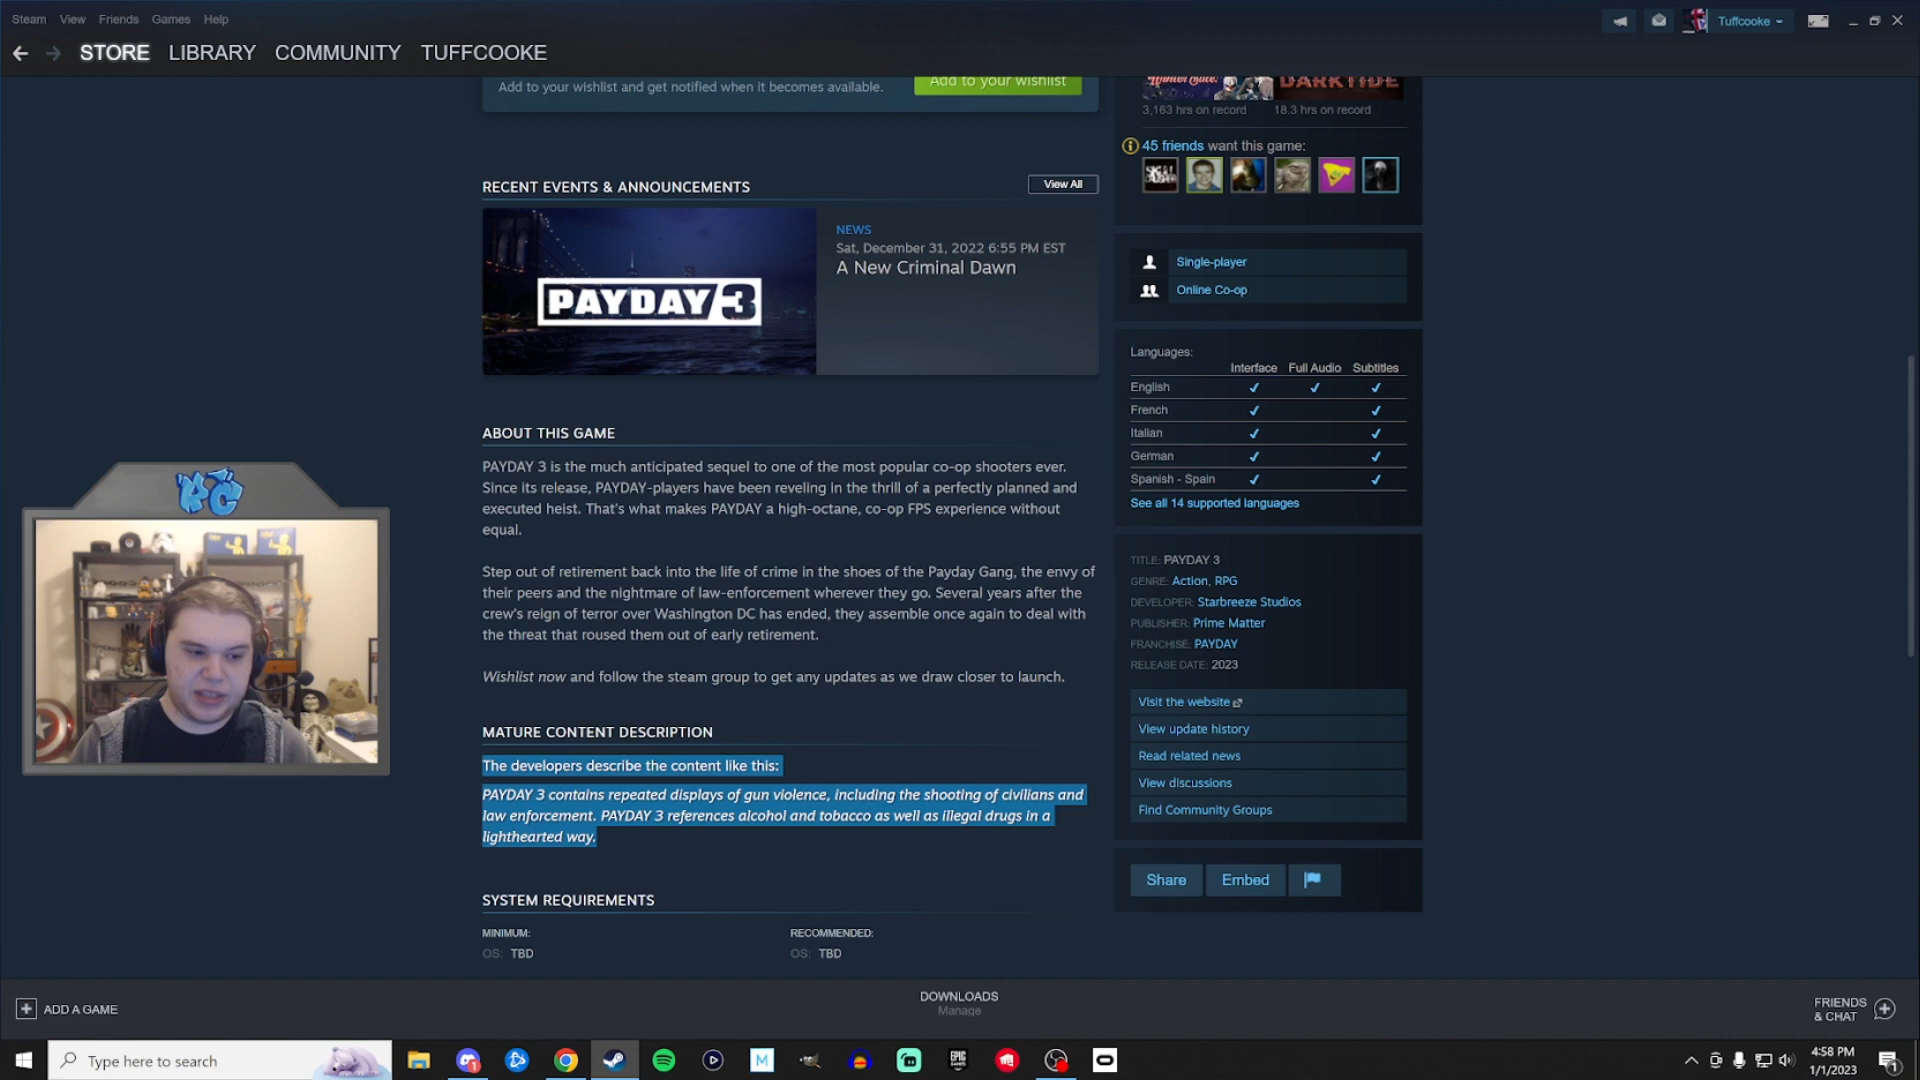 Steam View Friends Games Help
Tuffcooke
STORE LIBRARY COMMUNITY TUFFCOOKE
Add to your wishlist and get notified when it becomes available.
Add to your wishlist
DARKTIDE
3,163 hrs on record 18.3 hrs on record
45 friends want this game:
RECENT EVENTS & ANNOUNCEMENTS
View All
PAYDAY 3
NEWS
Sat, December 31, 2022 6:55 PM EST
A New Criminal Dawn
Single-player
Online Co-op
Languages:
Interface Full Audio Subtitles
English ✔ ✔ ✔
French ✔ ✔
Italian ✔ ✔
German ✔ ✔
Spanish - Spain ✔ ✔
See all 14 supported languages
ABOUT THIS GAME
PAYDAY 3 is the much anticipated sequel to one of the most popular co-op shooters ever.
Since its release, PAYDAY-players have been reveling in the thrill of a perfectly planned and
executed heist. That's what makes PAYDAY a high-octane, co-op FPS experience without
equal.
Step out of retirement back into the life of crime in the shoes of the Payday Gang, the envy of
their peers and the nightmare of law-enforcement wherever they go. Several years after the
crew's reign of terror over Washington DC has ended, they assemble once again to deal with
the threat that roused them out of early retirement.
Wishlist now and follow the steam group to get any updates as we draw closer to launch.
TITLE: PAYDAY 3
GENRE: Action, RPG
DEVELOPER: Starbreeze Studios
PUBLISHER: Prime Matter
FRANCHISE: PAYDAY
RELEASE DATE: 2023
Visit the website
View update history
Read related news
View discussions
Find Community Groups
Share Embed
MATURE CONTENT DESCRIPTION
The developers describe the content like this:
PAYDAY 3 contains repeated displays of gun violence, including the shooting of civilians and
law enforcement. PAYDAY 3 references alcohol and tobacco as well as illegal drugs in a
lighthearted way.
SYSTEM REQUIREMENTS
MINIMUM: RECOMMENDED:
OS: TBD OS: TBD
ADD A GAME
DOWNLOADS
Manage
FRIENDS
& CHAT
Type here to search
M
EPIC
GAMES
4:58 PM
1/1/2023
1